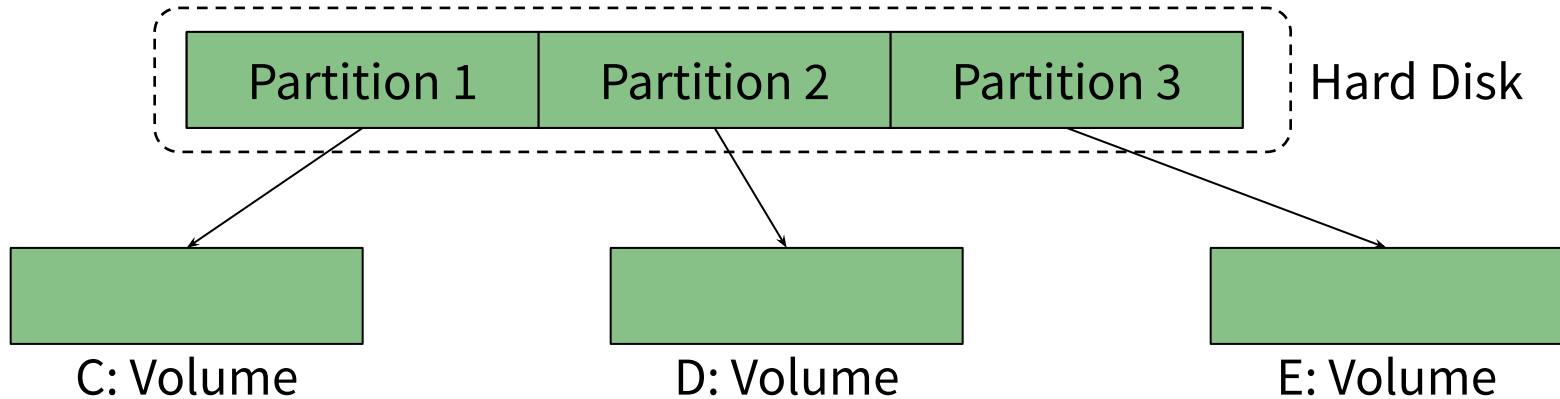 Partition 1
Partition 2
Partition 3
Hard Disk
C: Volume
D: Volume
E: Volume